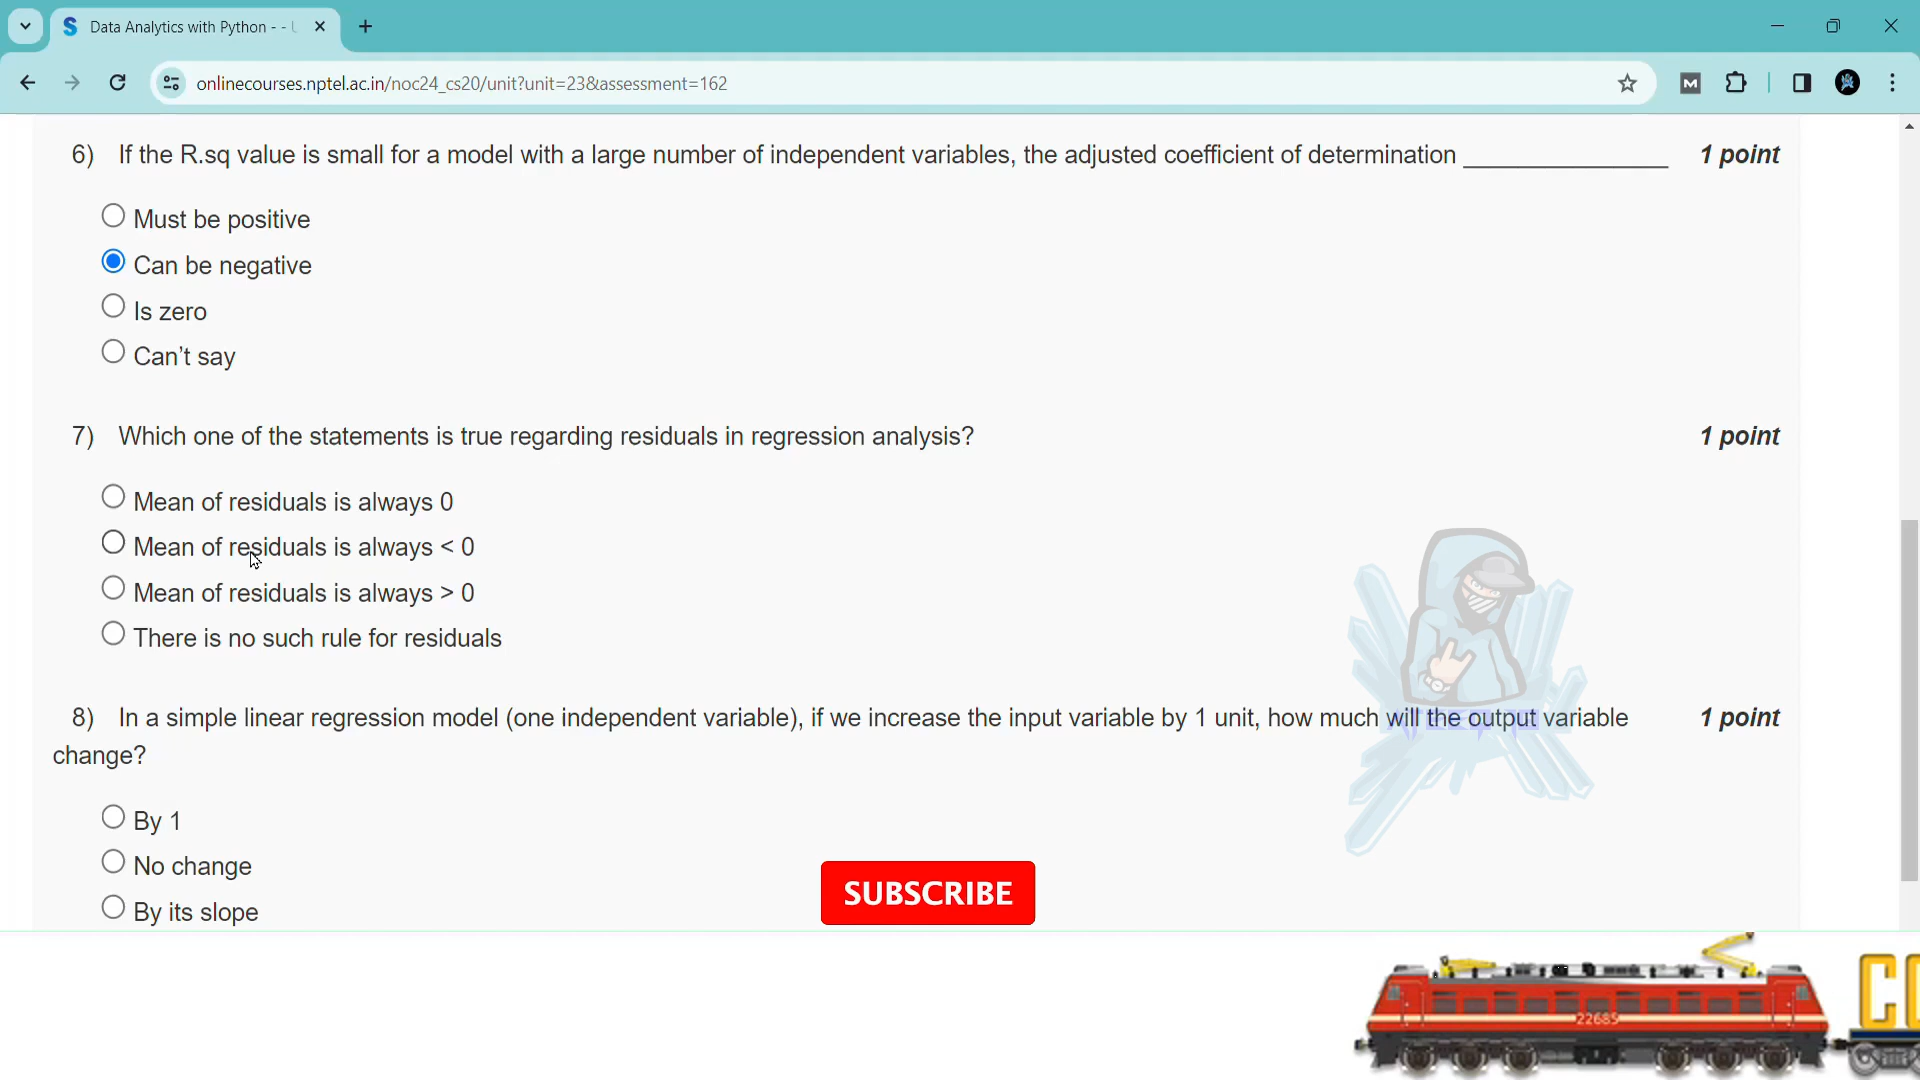 Data Analytics with Python - -
onlinecourses.nptel.ac.in/noc24_cs20/unit?unit=23&assessment=162
M
6) If the R.sq value is small for a model with a large number of independent variables, the adjusted coefficient of determination _______________ 1 point
Must be positive
Can be negative
Is zero
Can’t say
7) Which one of the statements is true regarding residuals in regression analysis? 1 point
Mean of residuals is always 0
Mean of residuals is always < 0
Mean of residuals is always > 0
There is no such rule for residuals
8) In a simple linear regression model (one independent variable), if we increase the input variable by 1 unit, how much will the output variable 1 point
change?
By 1
No change
By its slope
SUBSCRIBE
22685